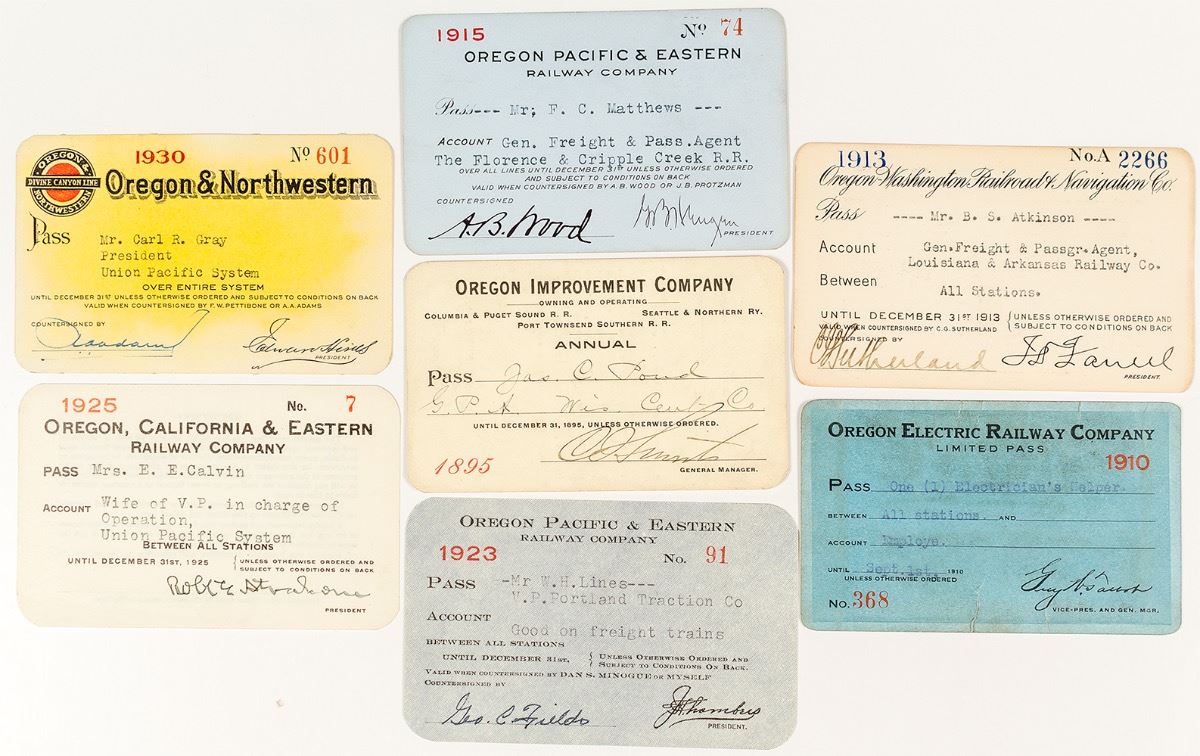 OREGON &
DIVINE CANYON LINE
NORTHWESTERN
1930
No 601
Oregon & Northwestern
Pass
Mr. Carl R. Gray
President
Union Pacific System
OVER ENTIRE SYSTEM
UNTIL DECEMBER 31ST UNLESS OTHERWISE ORDERED AND SUBJECT TO CONDITIONS ON BACK
VALID WHEN COUNTERSIGNED BY F.W. PETTIBONE OR A.A. ADAMS
COUNTERSIGNED BY
Edward Hines
PRESIDENT
1925
No. 7
OREGON, CALIFORNIA & EASTERN
RAILWAY COMPANY
PASS Mrs. E. E. Calvin
ACCOUNT Wife of V.P. in charge of
Operation,
Union Pacific System
BETWEEN ALL STATIONS
UNTIL DECEMBER 31ST, 1925 { UNLESS OTHERWISE ORDERED AND
SUBJECT TO CONDITIONS ON BACK
Robt E Strahorn
PRESIDENT
1915
No 74
OREGON PACIFIC & EASTERN
RAILWAY COMPANY
Pass--- Mr; F. C. Matthews ---
ACCOUNT Gen. Freight & Pass.Agent
The Florence & Cripple Creek R.R.
OVER ALL LINES UNTIL DECEMBER 31ST UNLESS OTHERWISE ORDERED
AND SUBJECT TO CONDITIONS ON BACK
VALID WHEN COUNTERSIGNED BY A.B. WOOD OR J.B. PROTZMAN
COUNTERSIGNED
A.B. Wood
PRESIDENT
OREGON IMPROVEMENT COMPANY
OWNING AND OPERATING
COLUMBIA & PUGET SOUND R. R. SEATTLE & NORTHERN RY.
PORT TOWNSEND SOUTHERN R. R.
ANNUAL
Pass Jas. C. Pond
G. P. A Wis. Cent. Co
UNTIL DECEMBER 31, 1895, UNLESS OTHERWISE ORDERED.
1895
GENERAL MANAGER.
OREGON PACIFIC & EASTERN
RAILWAY COMPANY
1923
No. 91
PASS -Mr W.H.Lines---
V.P.Portland Traction Co
ACCOUNT
Good on freight trains
BETWEEN ALL STATIONS
UNTIL DECEMBER 31ST, { UNLESS OTHERWISE ORDERED AND
SUBJECT TO CONDITIONS ON BACK.
VALID WHEN COUNTERSIGNED BY DAN S. MINOGUE OR MYSELF
COUNTERSIGNED BY
Geo. C. Fields
PRESIDENT.
1913
No.A 2266
Oregon-Washington Railroad & Navigation Co.
Pass ---- Mr. B. S. Atkinson ----
Account Gen.Freight & Passgr.Agent,
Louisiana & Arkansas Railway Co.
Between
All Stations.
UNTIL DECEMBER 31ST 1913 { UNLESS OTHERWISE ORDERED AND
SUBJECT TO CONDITIONS ON BACK
VALID WHEN COUNTERSIGNED BY C.G. SUTHERLAND
COUNTERSIGNED BY
CG Sutherland
PRESIDENT.
OREGON ELECTRIC RAILWAY COMPANY
LIMITED PASS
1910
PASS One (1) Electrician's Helper.
BETWEEN All stations. AND
ACCOUNT Employe.
UNTIL Sept.1st, 1910
UNLESS OTHERWISE ORDERED
No. 368
VICE-PRES. AND GEN. MGR.